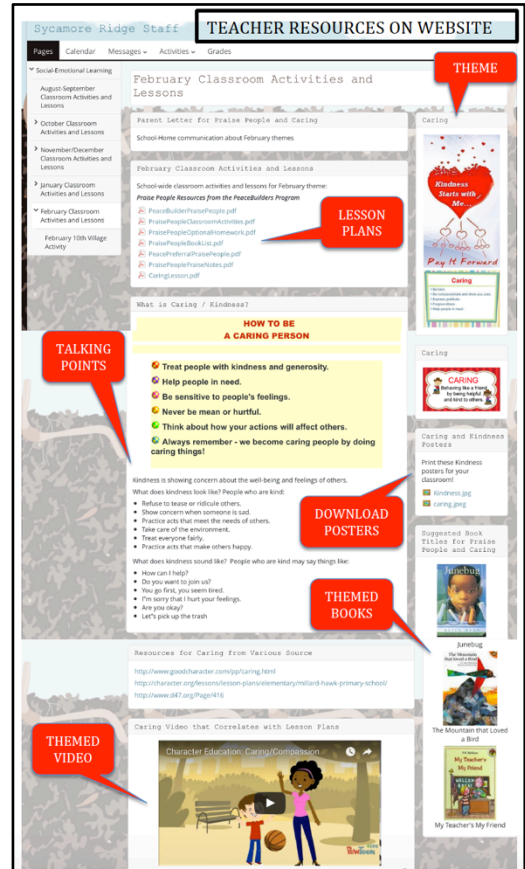 Sycamore Ridge Staff
TEACHER RESOURCES ON WEBSITE
Pages
Calendar
Messages
Activities
Grades
Social-Emotional Learning
August-September
Classroom Activities and
Lessons
October Classroom
Activities and Lessons
November/December
Classroom Activities and
Lessons
January Classroom
Activities and Lessons
February Classroom
Activities and Lessons
February 10th Village
Activity
February Classroom Activities and
Lessons
Parent Letter for Praise People and Caring
School-Home communication about February themes
February Classroom Activities and Lessons
School-wide classroom activities and lessons for February theme:
Praise People Resources from the PeaceBuilders Program
PeaceBuilderPraisePeople.pdf
PraisePeopleClassroomActivities.pdf
PraisePeopleOptionalHomework.pdf
PraisePeopleBookList.pdf
PeacePreferralPraisePeople.pdf
PraisePeoplePraiseNotes.pdf
CaringLesson.pdf
LESSON
PLANS
What is Caring / Kindness?
HOW TO BE
A CARING PERSON
TALKING
POINTS
Treat people with kindness and generosity.
Help people in need.
Be sensitive to people's feelings.
Never be mean or hurtful.
Think about how your actions will affect others.
Always remember - we become caring people by doing
caring things!
Kindness is showing concern about the well-being and feelings of others.
What does kindness look like? People who are kind:
Refuse to tease or ridicule others.
Show concern when someone is sad.
Practice acts that meet the needs of others.
Take care of the environment.
Treat everyone fairly.
Practice acts that make others happy.
What does kindness sound like? People who are kind may say things like:
How can I help?
Do you want to join us?
You go first, you seem tired.
I'm sorry that I hurt your feelings.
Are you okay?
Let"s pick up the trash
Resources for Caring from Various Source
http://www.goodcharacter.com/pp/caring.html
http://character.org/lessons/lesson-plans/elementary/millard-hawk-primary-school/
http://www.d47.org/Page/416
Caring Video that Correlates with Lesson Plans
THEMED
VIDEO
Character Education: Caring/Compassion
PowToon
THEME
Caring
Kindness
Starts with
Me...
Pay It Forward
Caring
Caring
CARING
Behaving like a friend
by being helpful
and kind to others.
Caring and Kindness
Posters
Print these Kindness
posters for your
classroom!
Kindness.jpg
caring.jpeg
DOWNLOAD
POSTERS
Suggested Book
Titles for Praise
People and Caring
THEMED
BOOKS
Junebug
Junebug
The Mountain
that loved a Bird
The Mountain that Loved
a Bird
My Teacher's
My Friend
My Teacher's My Friend